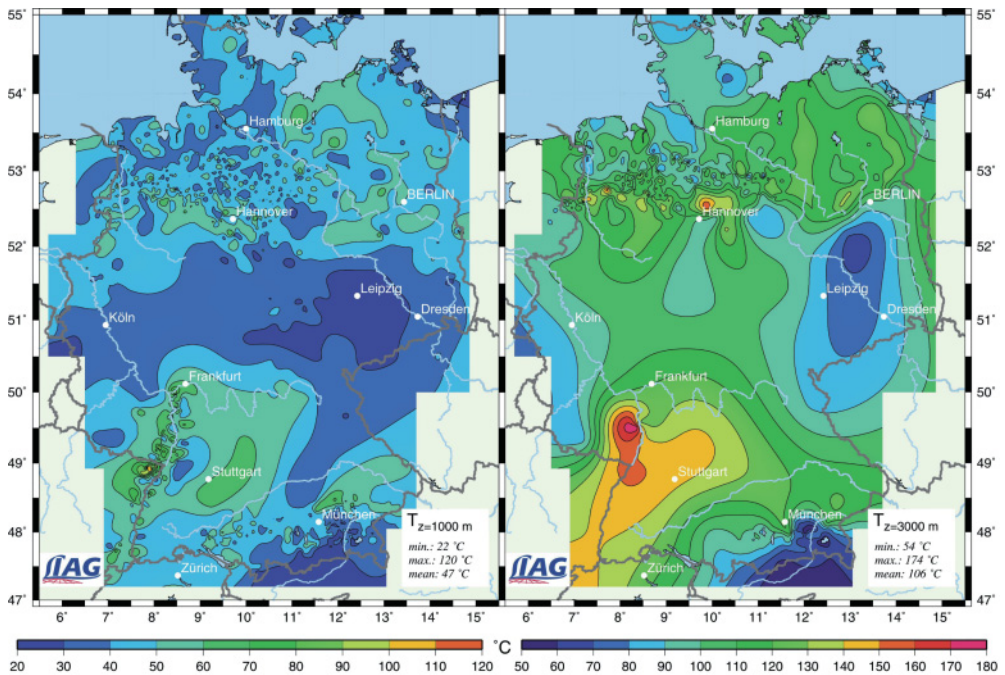 55˚
54˚
53˚
52˚
51˚
50˚
49˚
48˚
47˚
Hamburg
BERLIN
Hannover
Leipzig
Dresden
Köln
Frankfurt
Stuttgart
München
Zürich
T z=1000 m
min.: 22 ˚C
max.: 120 ˚C
mean: 47 ˚C
LIAG
6˚ 7˚ 8˚ 9˚ 10˚ 11˚ 12˚ 13˚ 14˚ 15˚
20 30 40 50 60 70 80 90 100 110 120
˚C
55˚
54˚
53˚
52˚
51˚
50˚
49˚
48˚
47˚
Hamburg
BERLIN
Hannover
Leipzig
Dresden
Köln
Frankfurt
Stuttgart
München
Zürich
T z=3000 m
min.: 54 ˚C
max.: 174 ˚C
mean: 106 ˚C
LIAG
6˚ 7˚ 8˚ 9˚ 10˚ 11˚ 12˚ 13˚ 14˚ 15˚
50 60 70 80 90 100 110 120 130 140 150 160 170 180